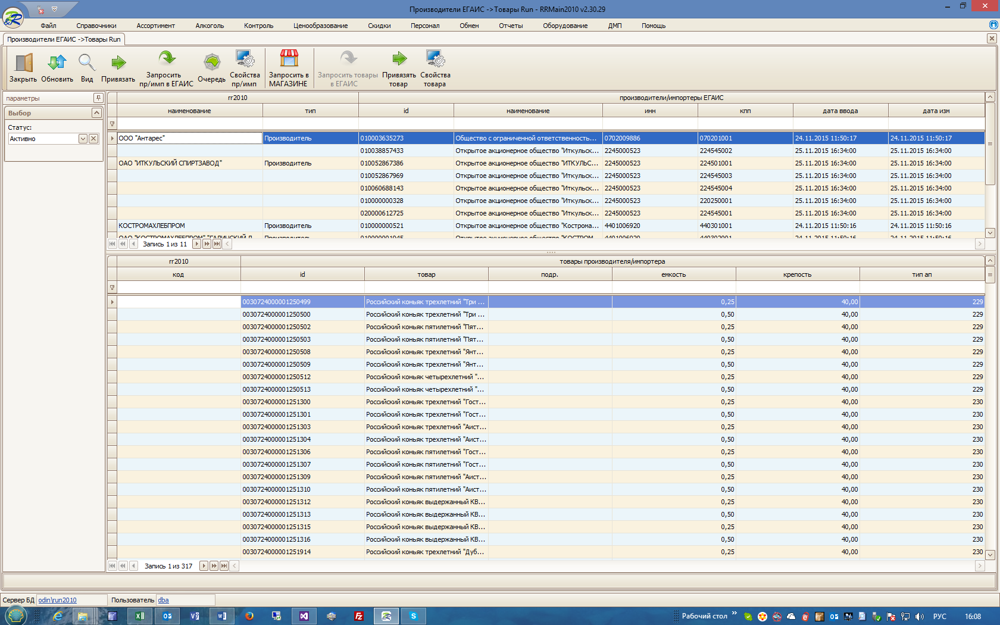 Производители ЕГАИС ->Товары Run - RRMain2010 v2.30.29
Файл Справочники Ассортимент Алкоголь Контроль Ценообразование Скидки Персонал Обмен Отчеты Оборудование ДМП Помощь
Производители ЕГАИС ->Товары Run
Закрыть Обновить Вид Привязать Запросить пр/имп в ЕГАИС Очередь Свойства пр/имп Запросить в МАГАЗИНЕ Запросить товары в ЕГАИС Привязять товар Свойства товара
параметры
Выбор
Статус:
Активно
rr2010 производители/импортеры ЕГАИС
наименование тип id наименование инн кпп дата ввода дата изм
ООО "Антарес" Производитель 010003635273 Общество с ограниченной ответственность... 0702009886 070201001 24.11.2015 11:50:17 24.11.2015 11:50:17
010038857433 Открытое акционерное общество "Иткульск... 2245000523 224545002 25.11.2015 16:34:00 25.11.2015 16:34:00
ОАО "ИТКУЛЬСКИЙ СПИРТЗАВОД" Производитель 010052867386 Открытое акционерное общество "ИТКУЛЬС... 2245000523 224501001 25.11.2015 16:34:00 25.11.2015 16:34:00
010052867969 Открытое акционерное общество "Иткульск... 2245000523 224545003 25.11.2015 16:34:00 25.11.2015 16:34:00
010060688143 Открытое акционерное общество "Иткульск... 2245000523 224545004 25.11.2015 16:34:00 25.11.2015 16:34:00
010000000328 Открытое акционерное общество "Иткульск... 2245000523 220250001 25.11.2015 16:34:00 25.11.2015 16:34:00
020000612725 Открытое акционерное общество "Иткульск... 2245000523 224545001 25.11.2015 16:34:00 25.11.2015 16:34:00
КОСТРОМАХЛЕБПРОМ Производитель 010000000521 Открытое акционерное общество "Кострома... 4401006920 440301001 24.11.2015 11:50:16 24.11.2015 11:50:16
ОАО "КОСТРОМАХЛЕБПРОМ" "ГАЛИЧСКИЙ Л... Производитель 010000001045 Открытое акционерное общество "КОСТРОМ... 4401006920 440302001 24.11.2015 11:50:16 24.11.2015 11:50:16
Запись 1 из 11
rr2010 товары производителя/импортера
код id товар подр. емкость крепость тип ап
0030724000001250499 Российский коньяк трехлетний "Три ... 0,25 40,00 229
0030724000001250500 Российский коньяк трехлетний "Три ... 0,50 40,00 229
0030724000001250502 Российский коньяк пятилетний "Пят... 0,25 40,00 229
0030724000001250503 Российский коньяк пятилетний "Пят... 0,50 40,00 229
0030724000001250508 Российский коньяк трехлетний "Янт... 0,25 40,00 229
0030724000001250509 Российский коньяк трехлетний "Янт... 0,50 40,00 229
0030724000001250512 Российский коньяк четырехлетний "... 0,25 40,00 229
0030724000001250513 Российский коньяк четырехлетний "... 0,50 40,00 229
0030724000001251300 Российский коньяк трехлетний "Гост... 0,25 40,00 230
0030724000001251301 Российский коньяк трехлетний "Гост... 0,50 40,00 230
0030724000001251303 Российский коньяк трехлетний "Аист... 0,25 40,00 230
0030724000001251304 Российский коньяк трехлетний "Аист... 0,50 40,00 230
0030724000001251306 Российский коньяк пятилетний "Гост... 0,25 40,00 230
0030724000001251307 Российский коньяк пятилетний "Гост... 0,50 40,00 230
0030724000001251309 Российский коньяк пятилетний "Аист... 0,25 40,00 230
0030724000001251310 Российский коньяк пятилетний "Аист... 0,50 40,00 230
0030724000001251312 Российский коньяк выдержанный КВ... 0,25 40,00 230
0030724000001251313 Российский коньяк выдержанный КВ... 0,50 40,00 230
0030724000001251315 Российский коньяк выдержанный КВ... 0,25 40,00 230
0030724000001251316 Российский коньяк выдержанный КВ... 0,50 40,00 230
0030724000001251914 Российский коньяк трехлетний "Дуб... 0,25 40,00 230
Запись 1 из 317
Сервер БД odin\run2010 Пользователь dba
Рабочий стол РУС 16:08